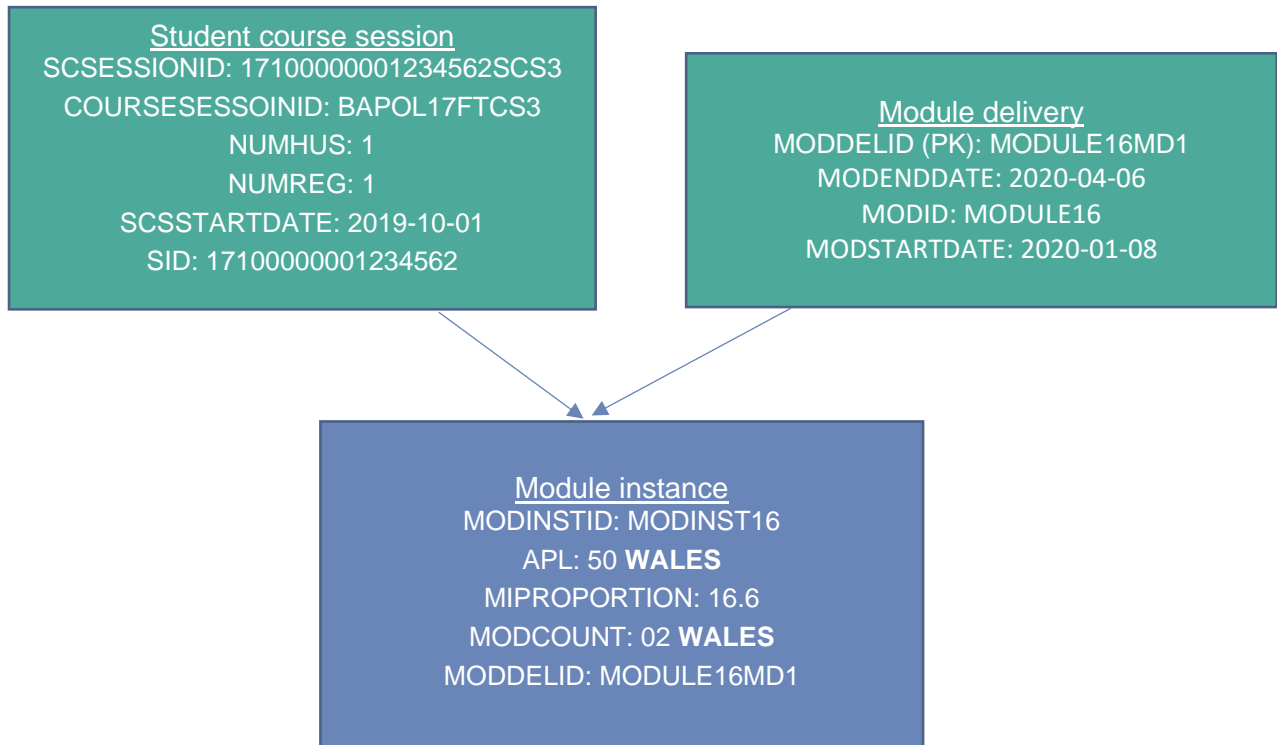 Student course session
SCSESSIONID: 17100000001234562SCS3
COURSESESSOINID: BAPOL17FTCS3
NUMHUS: 1
NUMREG: 1
SCSSTARTDATE: 2019-10-01
SID: 17100000001234562
Module delivery
MODDELID (PK): MODULE16MD1
MODENDDATE: 2020-04-06
MODID: MODULE16
MODSTARTDATE: 2020-01-08
Module instance
MODINSTID: MODINST16
APL: 50 WALES
MIPROPORTION: 16.6
MODCOUNT: 02 WALES
MODDELID: MODULE16MD1